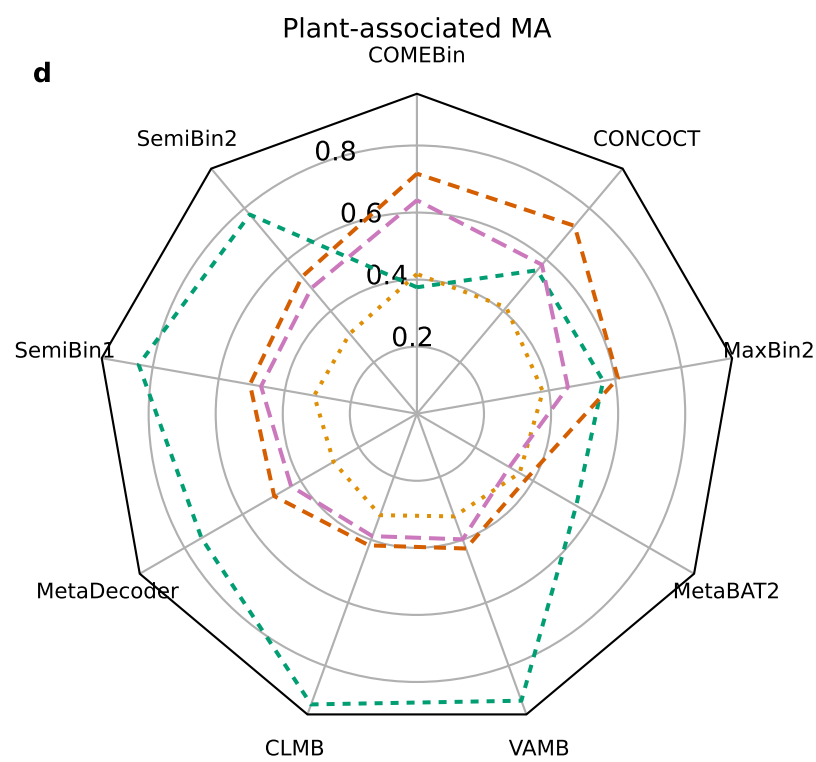 Plant-associated MA
COMEBin
d
SemiBin2
CONCOCT
0.8
0.6
0.4
0.2
SemiBin1
MaxBin2
MetaDecoder
MetaBAT2
CLMB
VAMB